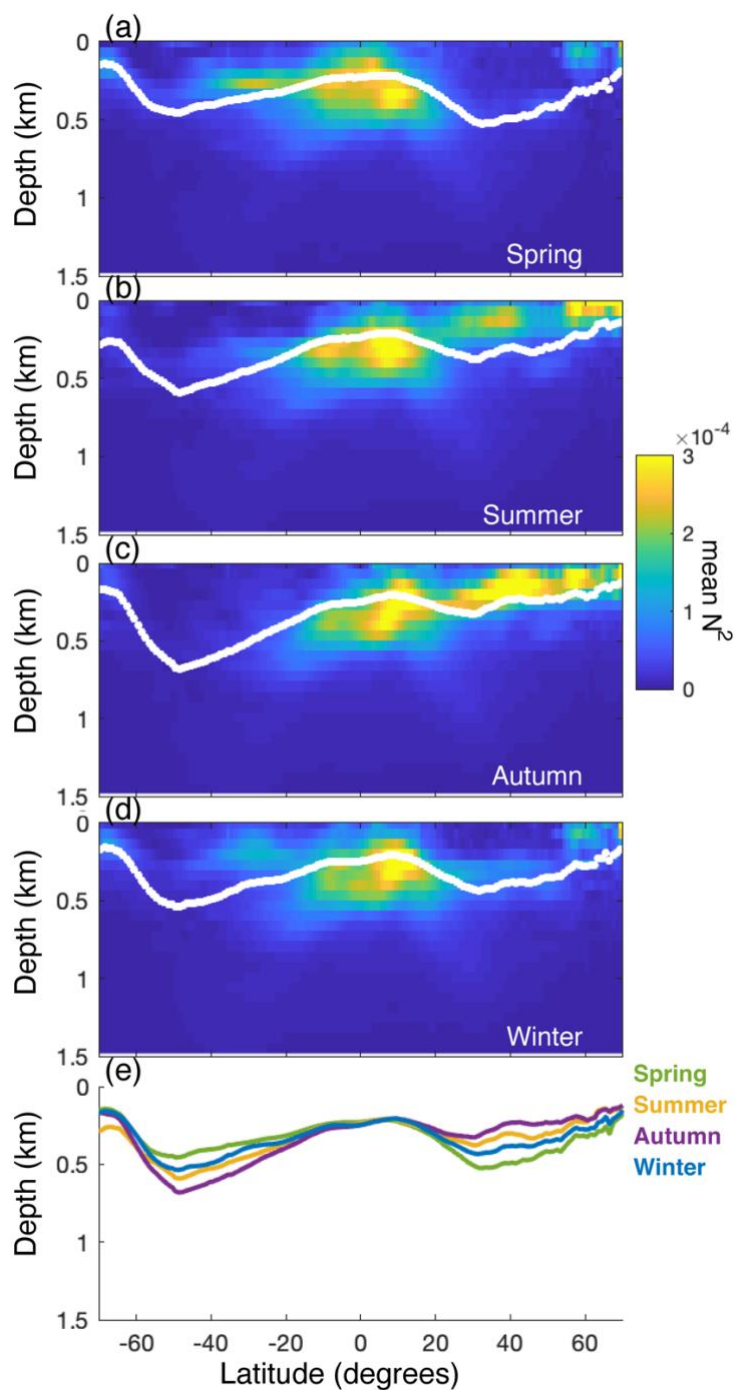 (a)
0
0.5
1
1.5
Depth (km)
Spring
(b)
0
0.5
1
1.5
Depth (km)
Summer
×10⁻⁴
3
2
1
0
mean N²
(c)
0
0.5
1
1.5
Depth (km)
Autumn
(d)
0
0.5
1
1.5
Depth (km)
Winter
(e)
0
0.5
1
1.5
Depth (km)
Spring
Summer
Autumn
Winter
-60 -40 -20 0 20 40 60
Latitude (degrees)